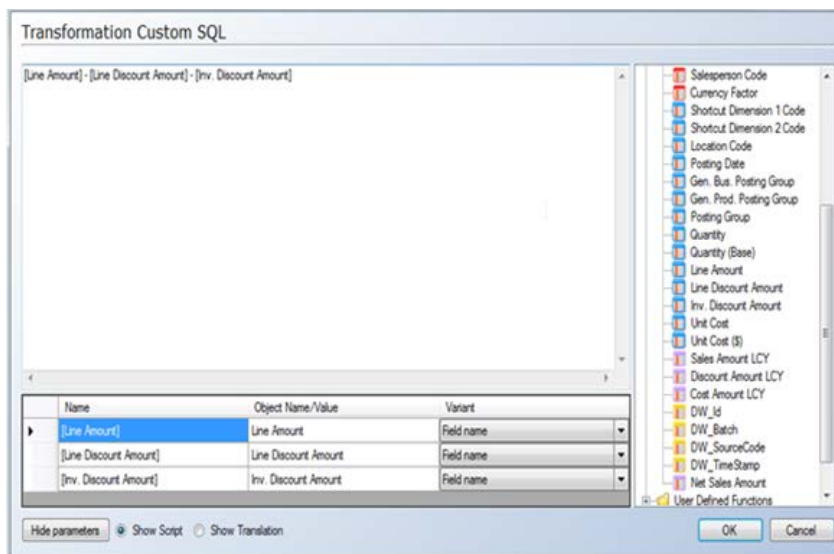 Transformation Custom SQL
[Line Amount] - [Line Discount Amount] - [Inv. Discount Amount]
Salesperson Code
Currency Factor
Shortcut Dimension 1 Code
Shortcut Dimension 2 Code
Location Code
Posting Date
Gen. Bus. Posting Group
Gen. Prod. Posting Group
Posting Group
Quantity
Quantity (Base)
Line Amount
Line Discount Amount
Inv. Discount Amount
Unit Cost
Unit Cost ($)
Sales Amount LCY
Discount Amount LCY
Cost Amount LCY
DW_Id
DW_Batch
DW_SourceCode
DW_TimeStamp
Net Sales Amount
User Defined Functions
Name Object Name/Value Variant
[Line Amount] Line Amount Field name
[Line Discount Amount] Line Discount Amount Field name
[Inv. Discount Amount] Inv. Discount Amount Field name
Hide parameters Show Script Show Translation OK Cancel